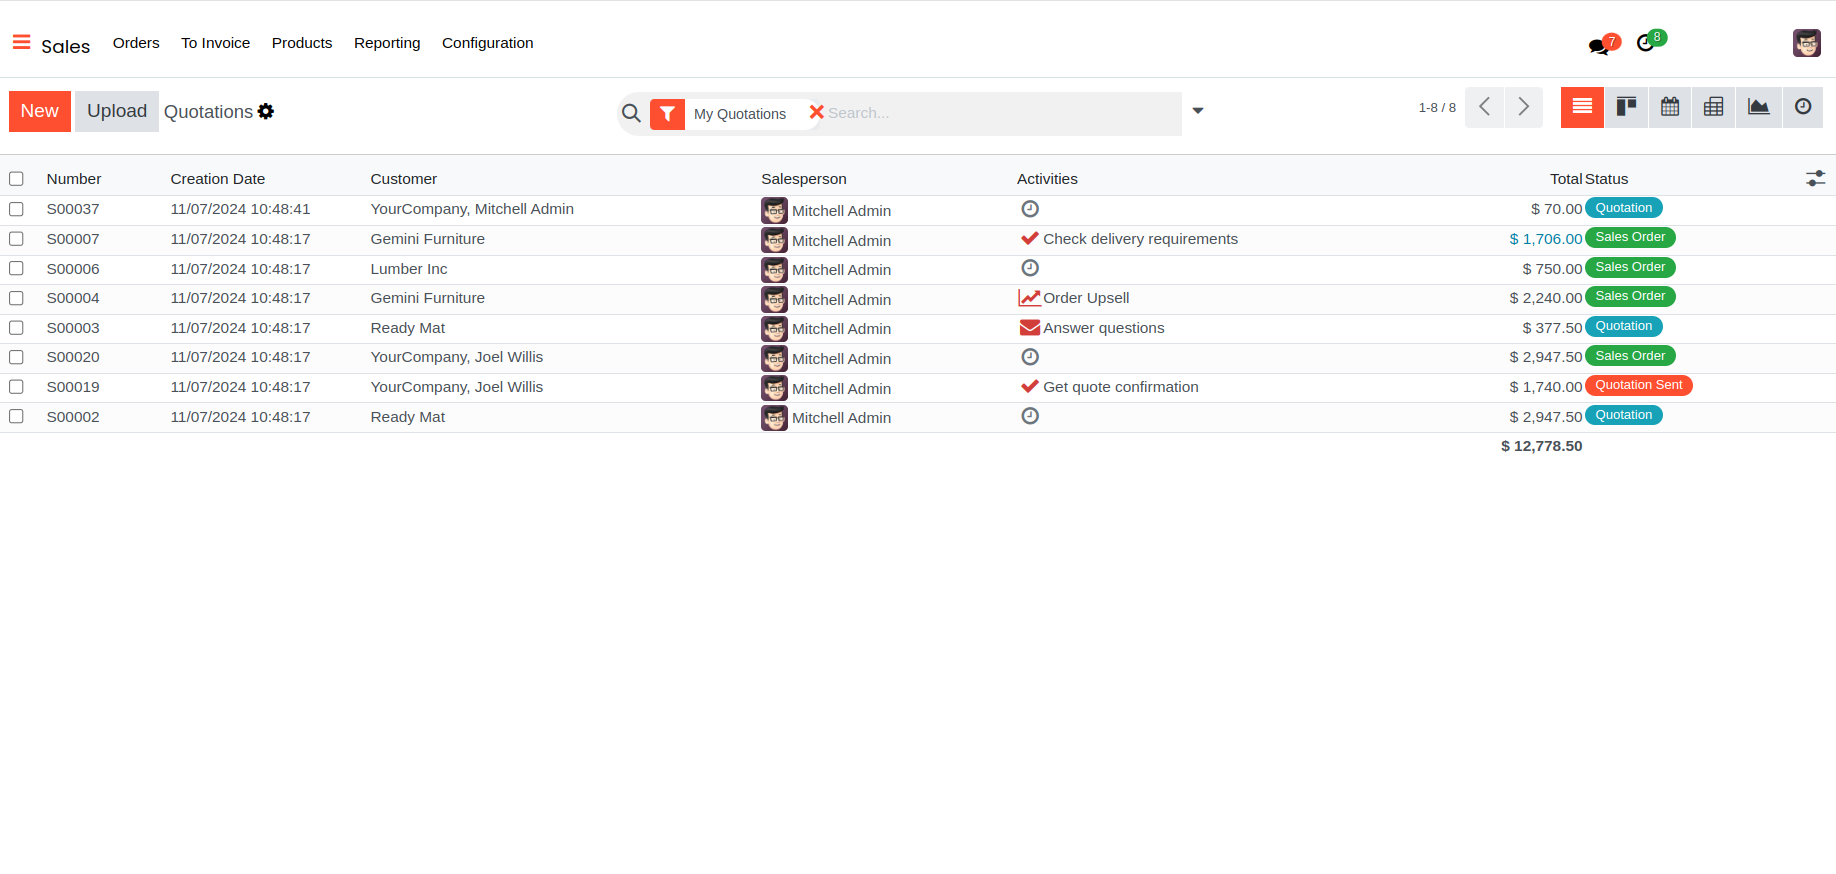 Sales Orders To Invoice Products Reporting Configuration 7 8
New Upload Quotations My Quotations Search... 1-8 / 8
Number Creation Date Customer Salesperson Activities Total Status
S00037 11/07/2024 10:48:41 YourCompany, Mitchell Admin Mitchell Admin $ 70.00 Quotation
S00007 11/07/2024 10:48:17 Gemini Furniture Mitchell Admin Check delivery requirements $ 1,706.00 Sales Order
S00006 11/07/2024 10:48:17 Lumber Inc Mitchell Admin $ 750.00 Sales Order
S00004 11/07/2024 10:48:17 Gemini Furniture Mitchell Admin Order Upsell $ 2,240.00 Sales Order
S00003 11/07/2024 10:48:17 Ready Mat Mitchell Admin Answer questions $ 377.50 Quotation
S00020 11/07/2024 10:48:17 YourCompany, Joel Willis Mitchell Admin $ 2,947.50 Sales Order
S00019 11/07/2024 10:48:17 YourCompany, Joel Willis Mitchell Admin Get quote confirmation $ 1,740.00 Quotation Sent
S00002 11/07/2024 10:48:17 Ready Mat Mitchell Admin $ 2,947.50 Quotation
$ 12,778.50